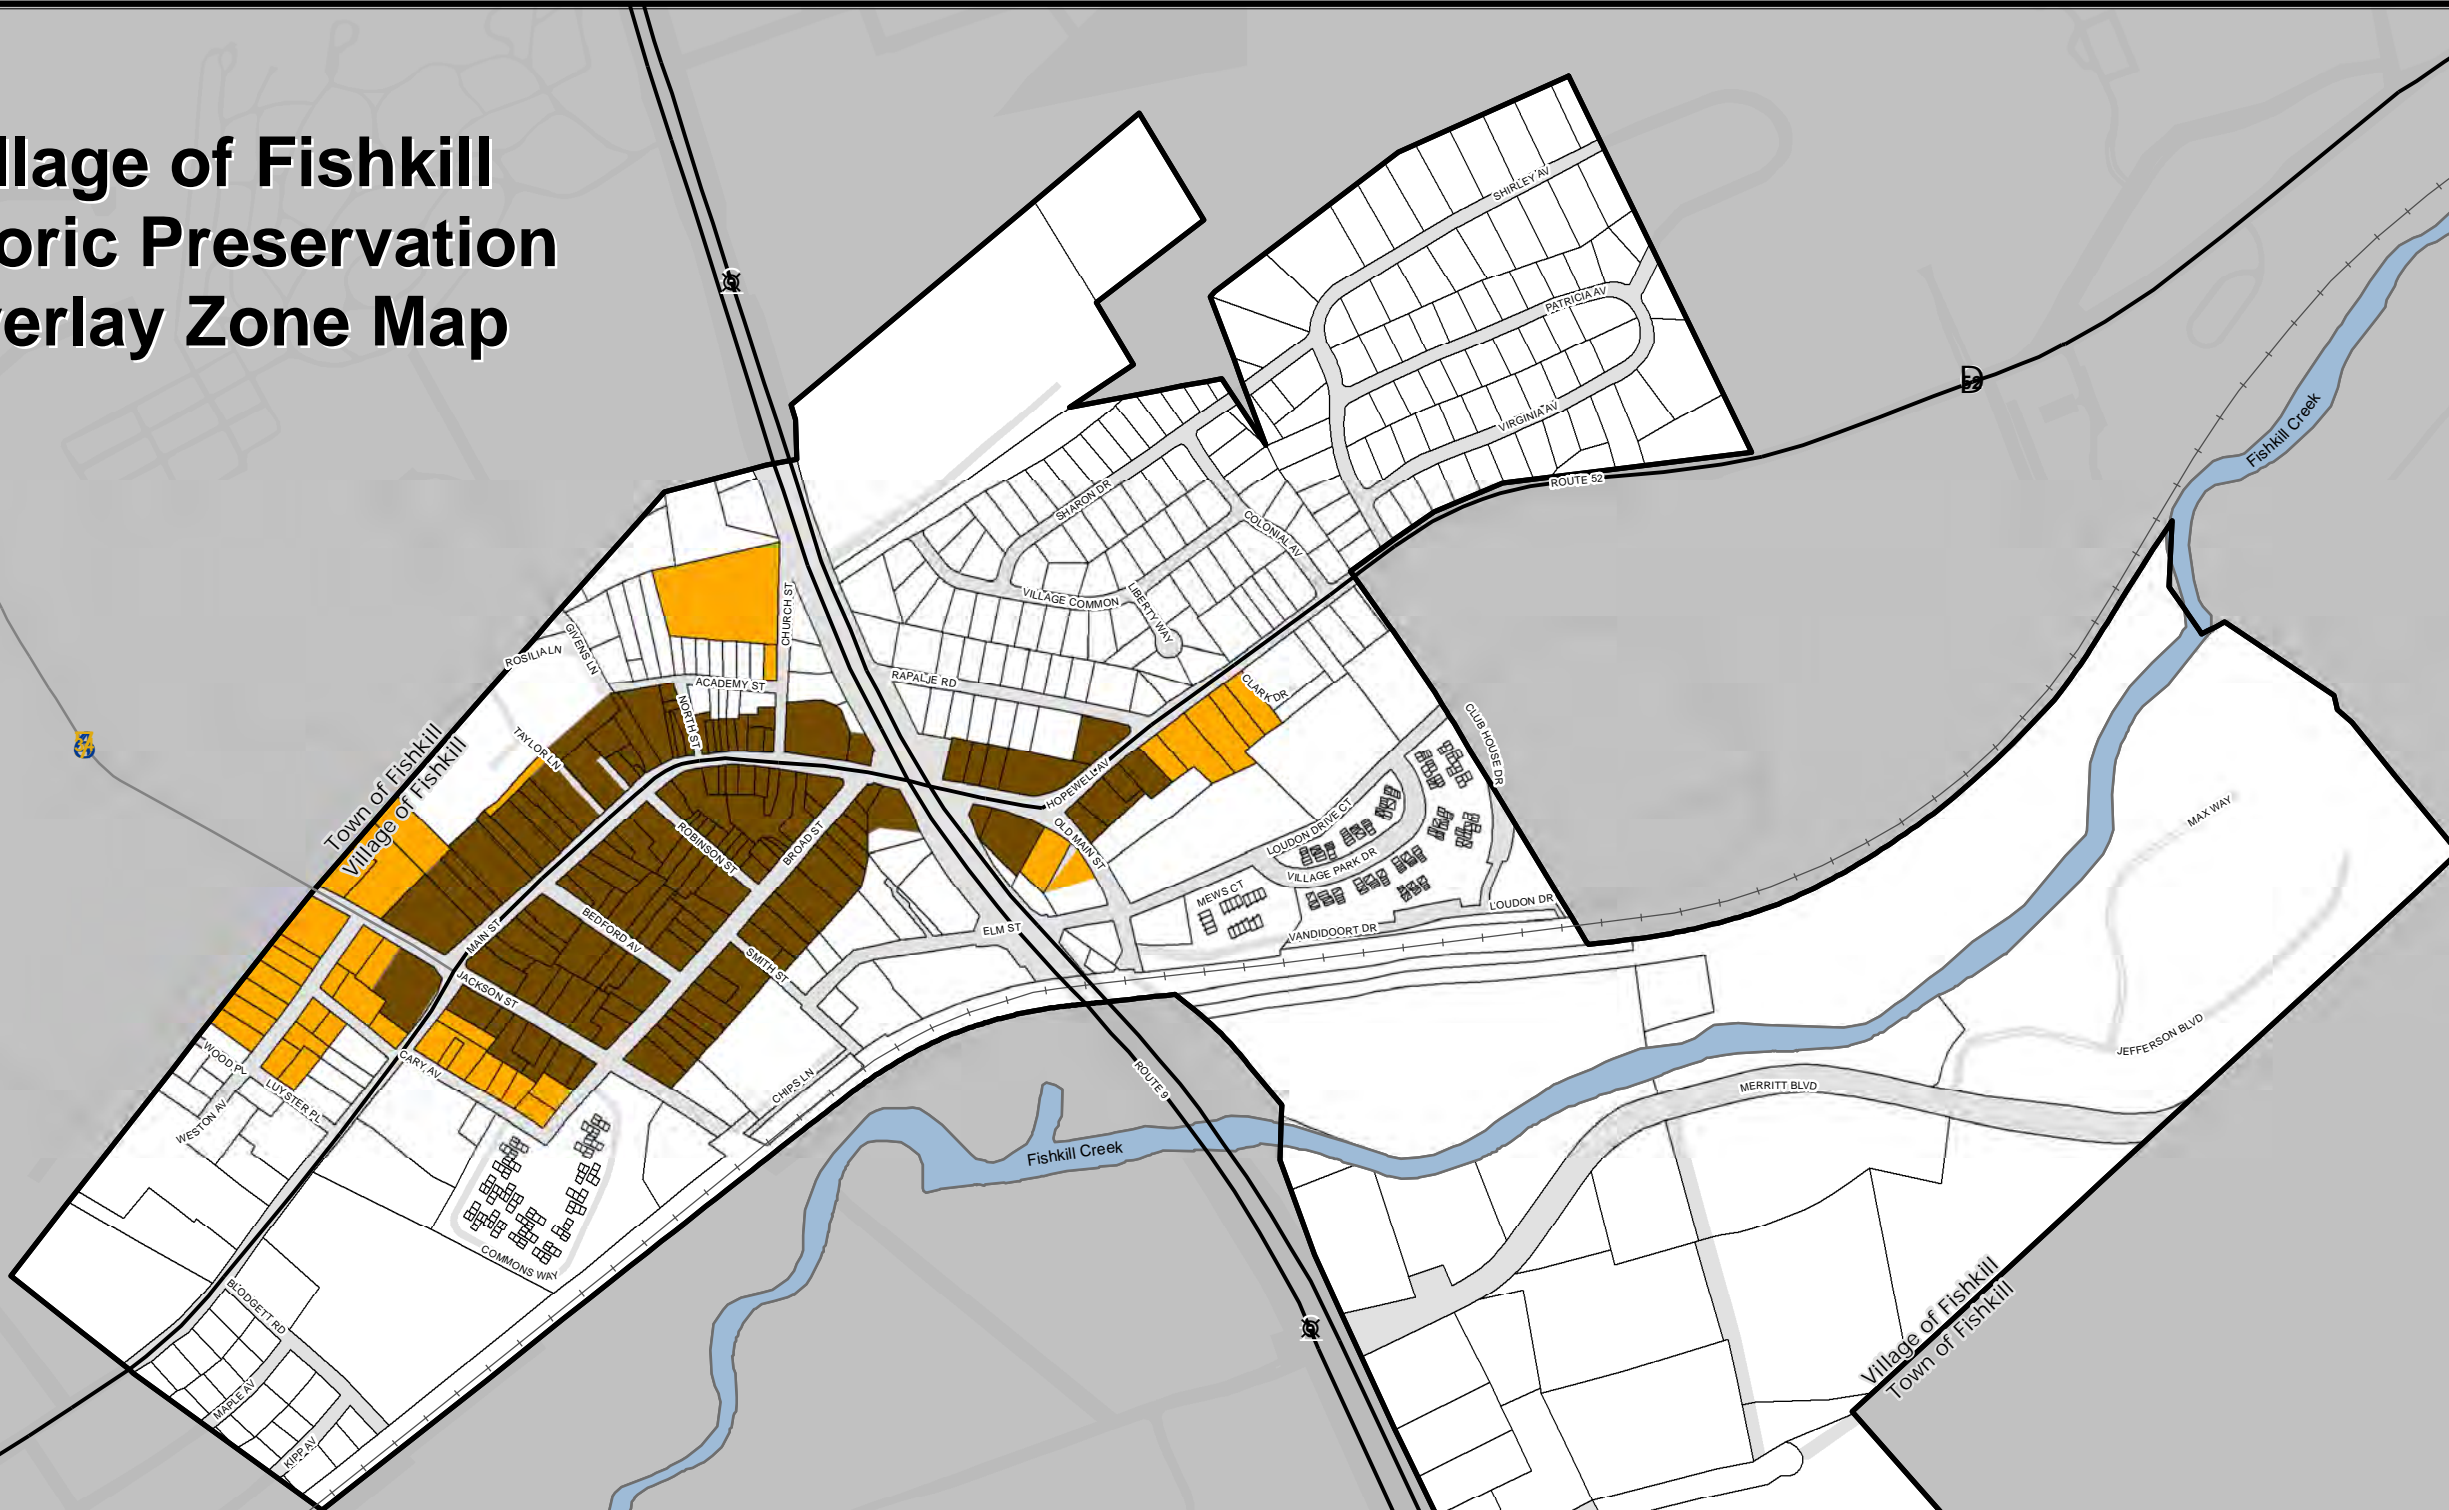 llage of Fishkill
oric Preservation
verlay Zone Map
SHIRLEY AV
PATRICIA AV
VIRGINIA AV
ROUTE 52
52
Fishkill Creek
SHARON DR
COLONIAL AV
VILLAGE COMMON
LIBERTY WAY
CHURCH ST
GIVENS LN
ROSILIA LN
ACADEMY ST
RAPALJE RD
CLARK DR
NORTH ST
TAYLOR LN
CLUB HOUSE DR
Town of Fishkill
Village of Fishkill
HOPEWELL AV
OLD MAIN ST
LOUDON DRIVE CT
VILLAGE PARK DR
MEWS CT
LOUDON DR
VANDIDOORT DR
ROBINSON ST
BROAD ST
BEDFORD AV
MAIN ST
ELM ST
SMITH ST
JACKSON ST
MAX WAY
JEFFERSON BLVD
MERRITT BLVD
WOOD PL
CARY AV
LUYSTER PL
WESTON AV
CHIPS LN
ROUTE 9
Fishkill Creek
COMMONS WAY
BLODGETT RD
MAPLE AV
KIPP AV
Village of Fishkill
Town of Fishkill